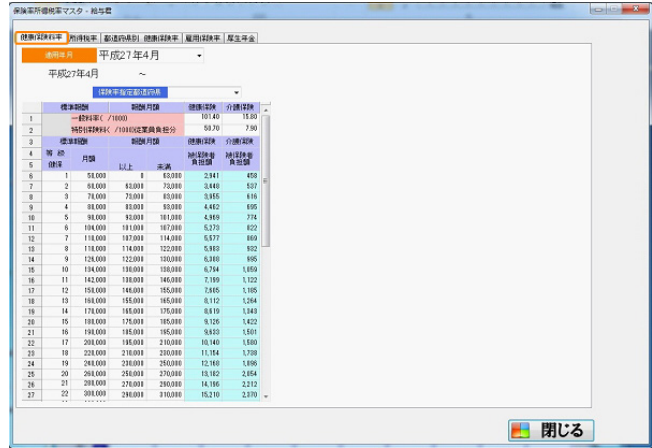 保険率所得税率マスタ - 給与君
健康保険料率 所得税率 都道府県別 健康保険率 雇用保険率 厚生年金
適用年月 平成27年4月
平成27年4月 ～
保険率指定都道府県
標準報酬 報酬月額 健康保険 介護保険
1 一般料率( /1000) 101.40 15.80
2 特別保険料( /1000)従業員負担分 50.70 7.90
3 標準報酬 報酬月額 健康保険 介護保険
4 等級 月額 被保険者負担額 被保険者負担額
5 健保 以上 未満
6 1 58,000 0 63,000 2,941 458
7 2 68,000 63,000 73,000 3,448 537
8 3 78,000 73,000 83,000 3,955 616
9 4 88,000 83,000 93,000 4,462 695
10 5 98,000 93,000 101,000 4,969 774
11 6 104,000 101,000 107,000 5,273 822
12 7 110,000 107,000 114,000 5,577 869
13 8 118,000 114,000 122,000 5,983 932
14 9 126,000 122,000 130,000 6,388 995
15 10 134,000 130,000 138,000 6,794 1,059
16 11 142,000 138,000 146,000 7,199 1,122
17 12 150,000 146,000 155,000 7,605 1,185
18 13 160,000 155,000 165,000 8,112 1,264
19 14 170,000 165,000 175,000 8,619 1,343
20 15 180,000 175,000 185,000 9,126 1,422
21 16 190,000 185,000 195,000 9,633 1,501
22 17 200,000 195,000 210,000 10,140 1,580
23 18 220,000 210,000 230,000 11,154 1,738
24 19 240,000 230,000 250,000 12,168 1,896
25 20 260,000 250,000 270,000 13,182 2,054
26 21 280,000 270,000 290,000 14,196 2,212
27 22 300,000 290,000 310,000 15,210 2,370
閉じる